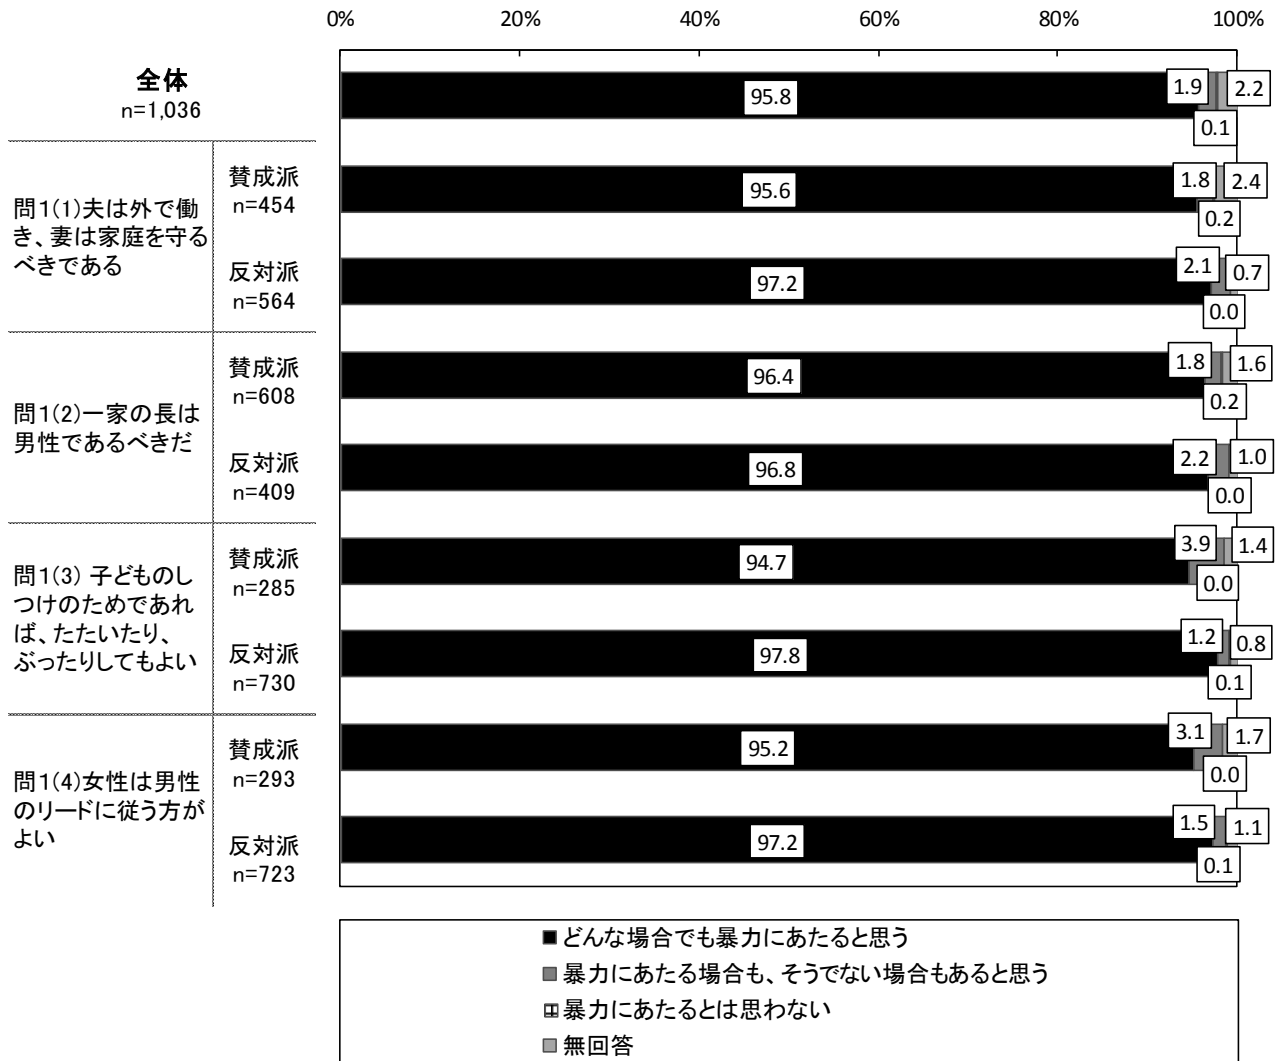 0% 20% 40% 60% 80% 100%
全体
n=1,036
95.8 1.9 0.1 2.2
問1(1)夫は外で働
き、妻は家庭を守る
べきである
賛成派
n=454
95.6 1.8 0.2 2.4
反対派
n=564
97.2 2.1 0.0 0.7
問1(2)一家の長は
男性であるべきだ
賛成派
n=608
96.4 1.8 0.2 1.6
反対派
n=409
96.8 2.2 0.0 1.0
問1(3) 子どものし
つけのためであれ
ば、たたいたり、
ぶったりしてもよい
賛成派
n=285
94.7 3.9 0.0 1.4
反対派
n=730
97.8 1.2 0.1 0.8
問1(4)女性は男性
のリードに従う方が
よい
賛成派
n=293
95.2 3.1 0.0 1.7
反対派
n=723
97.2 1.5 0.1 1.1
どんな場合でも暴力にあたると思う
暴力にあたる場合も、そうでない場合もあると思う
暴力にあたるとは思わない
無回答